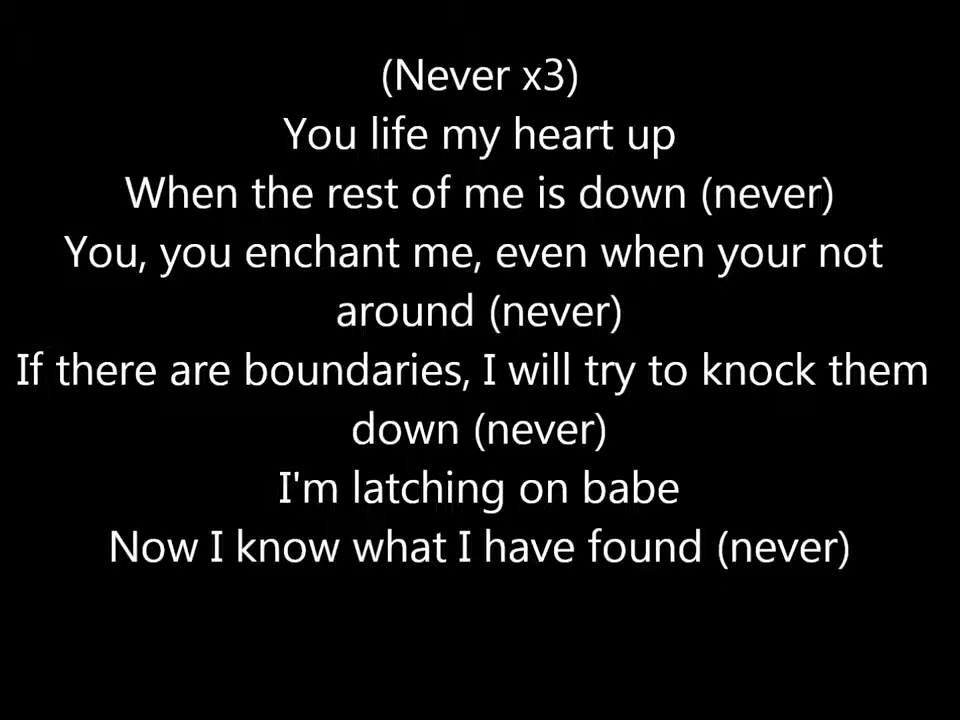 (Never x3)
You life my heart up
When the rest of me is down (never)
You, you enchant me, even when your not
around (never)
If there are boundaries, I will try to knock them
down (never)
I'm latching on babe
Now I know what I have found (never)